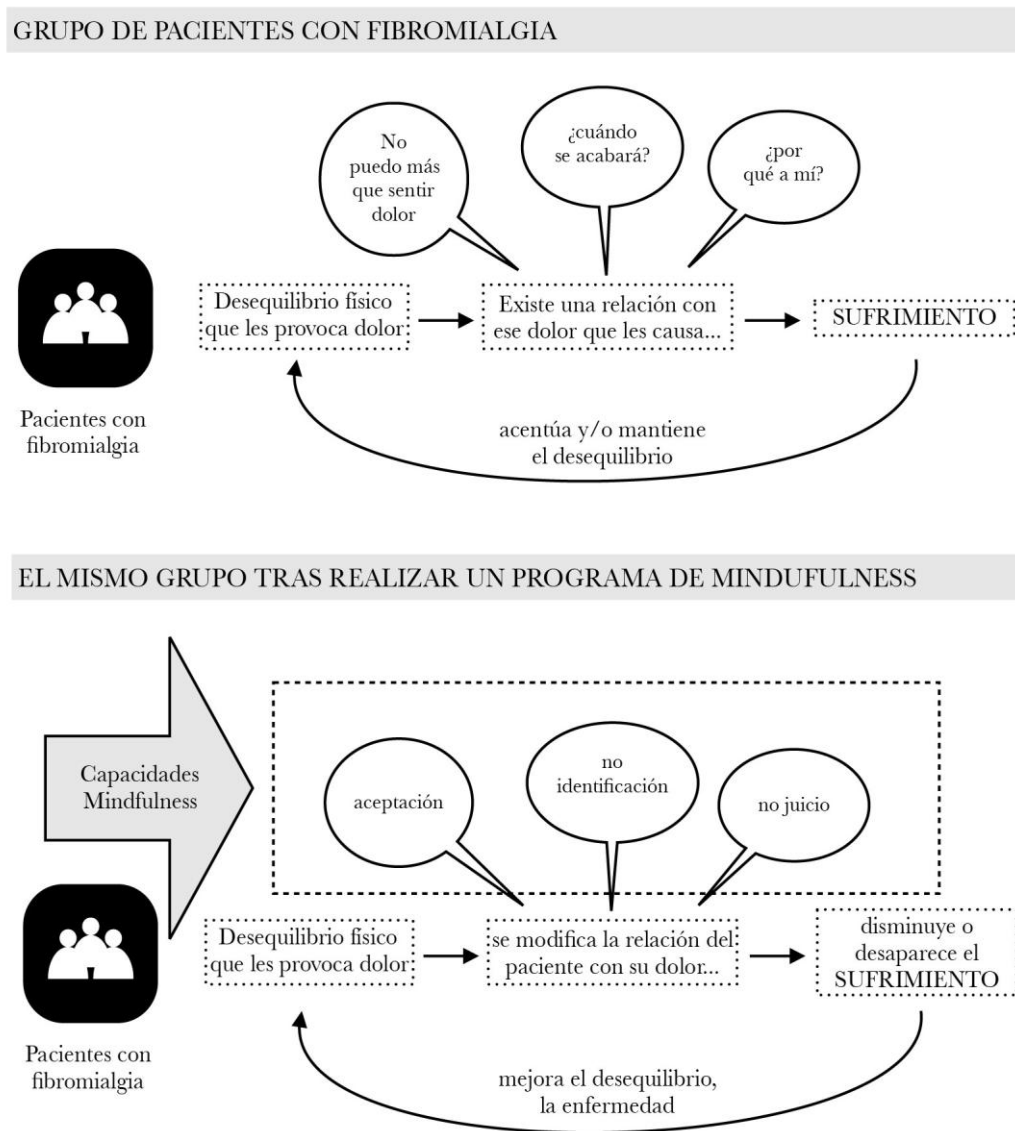 GRUPO DE PACIENTES CON FIBROMIALGIA
No
puedo más
que sentir
dolor
¿cuándo
se acabará?
¿por
qué a mí?
Desequilibrio físico
que les provoca dolor
Existe una relación con
ese dolor que les causa...
SUFRIMIENTO
Pacientes con
fibromialgia
acentúa y/o mantiene
el desequilibrio
EL MISMO GRUPO TRAS REALIZAR UN PROGRAMA DE MINDUFULNESS
Capacidades
Mindfulness
aceptación
no
identificación
no juicio
Desequilibrio físico
que les provoca dolor
se modifica la relación del
paciente con su dolor...
disminuye o
desaparece el
SUFRIMIENTO
Pacientes con
fibromialgia
mejora el desequilibrio,
la enfermedad